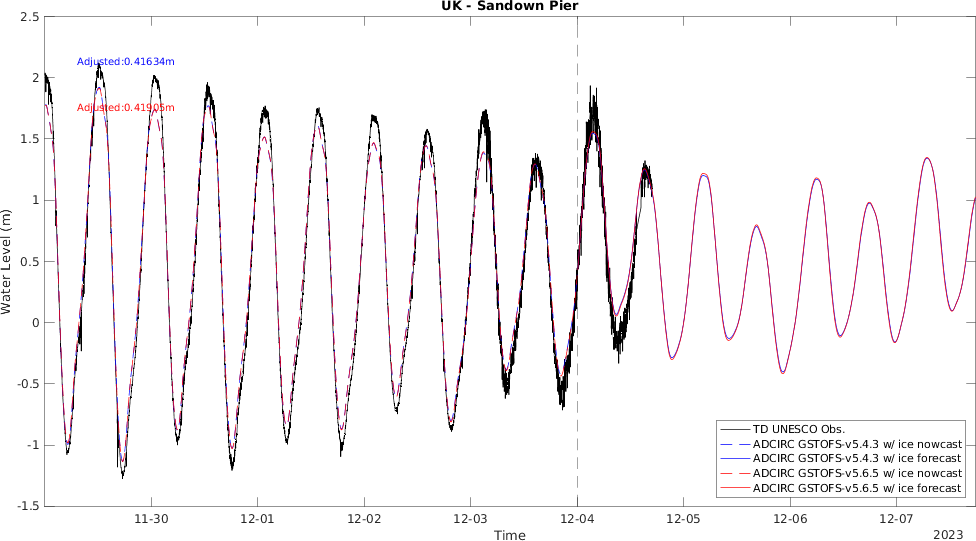 UK - Sandown Pier
2.5
2
1.5
1
0.5
0
-0.5
-1
-1.5
Water Level (m)
Adjusted:0.41634m
Adjusted:0.41905m
TD UNESCO Obs.
ADCIRC GSTOFS-v5.4.3 w/ ice nowcast
ADCIRC GSTOFS-v5.4.3 w/ ice forecast
ADCIRC GSTOFS-v5.6.5 w/ ice nowcast
ADCIRC GSTOFS-v5.6.5 w/ ice forecast
11-30 12-01 12-02 12-03 12-04 12-05 12-06 12-07
Time
2023